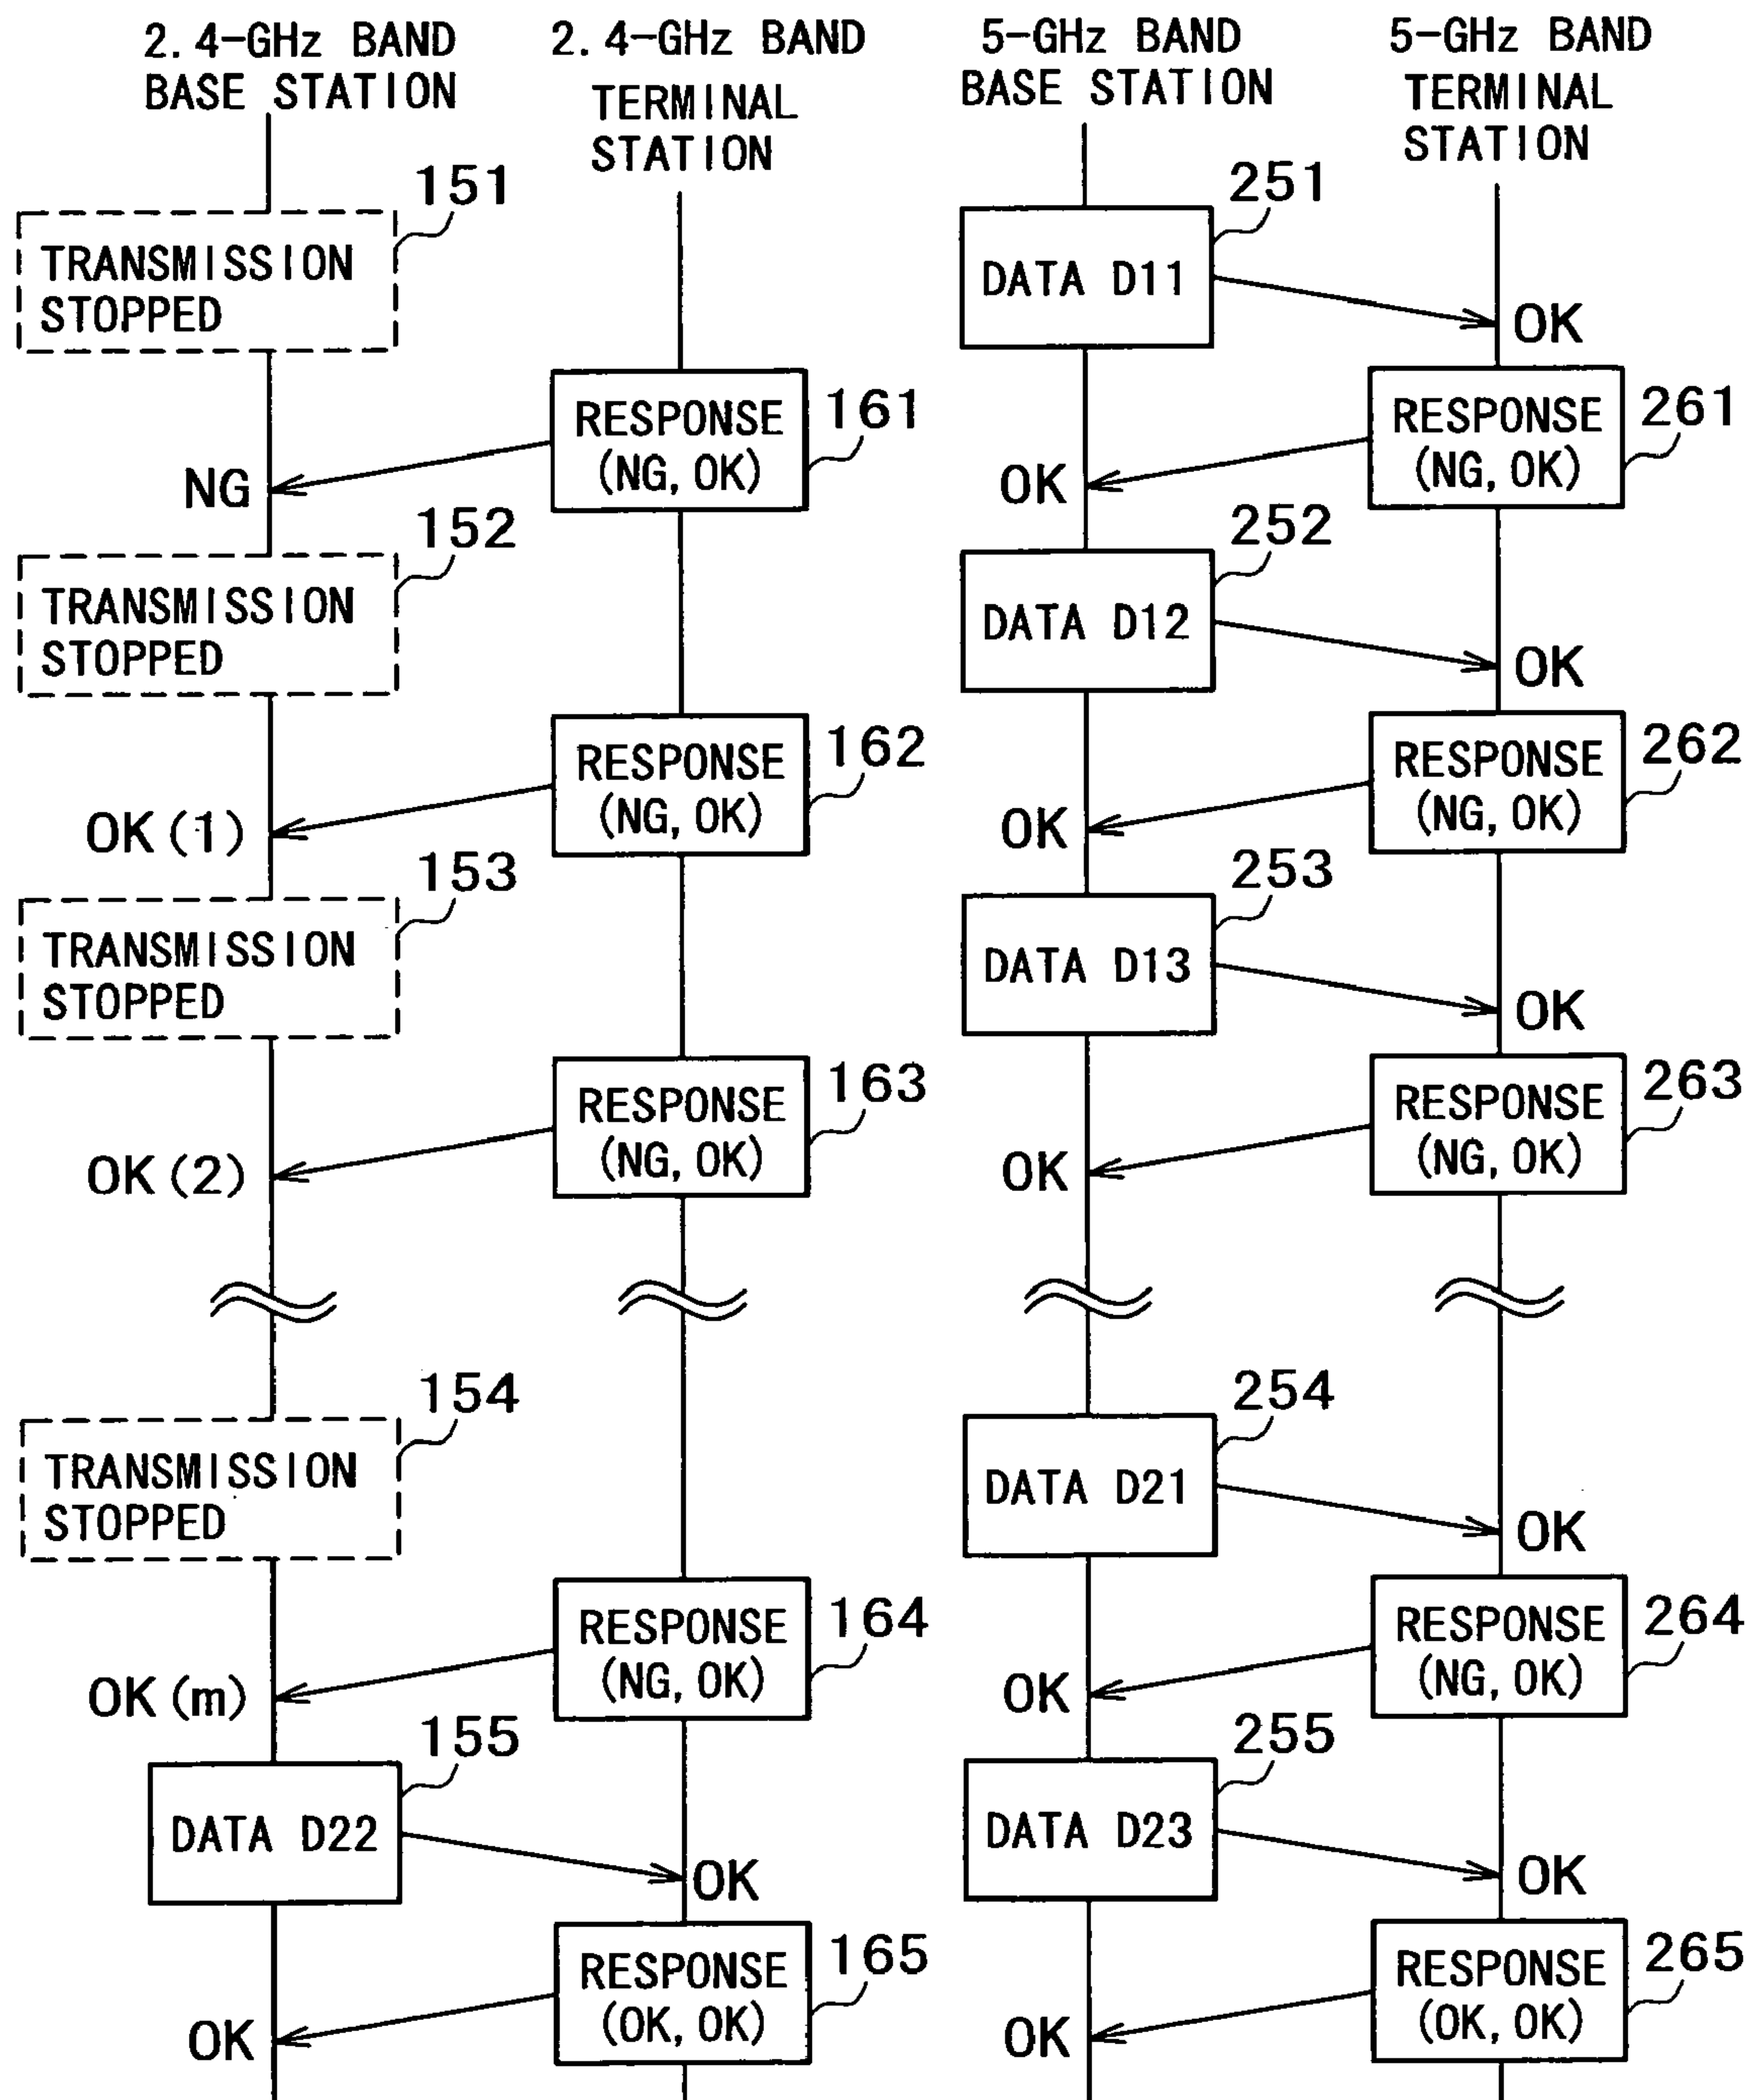 2.4-GHz BAND
BASE STATION
2.4-GHz BAND
TERMINAL
STATION
5-GHz BAND
BASE STATION
5-GHz BAND
TERMINAL
STATION
151
TRANSMISSION
STOPPED
251
DATA D11
OK
161
RESPONSE
(NG, OK)
NG
261
RESPONSE
(NG, OK)
OK
152
TRANSMISSION
STOPPED
252
DATA D12
OK
162
RESPONSE
(NG, OK)
OK (1)
262
RESPONSE
(NG, OK)
OK
153
TRANSMISSION
STOPPED
253
DATA D13
OK
163
RESPONSE
(NG, OK)
OK (2)
263
RESPONSE
(NG, OK)
OK
154
TRANSMISSION
STOPPED
254
DATA D21
OK
164
RESPONSE
(NG, OK)
OK (m)
264
RESPONSE
(NG, OK)
OK
155
DATA D22
OK
255
DATA D23
OK
165
RESPONSE
(OK, OK)
OK
265
RESPONSE
(OK, OK)
OK